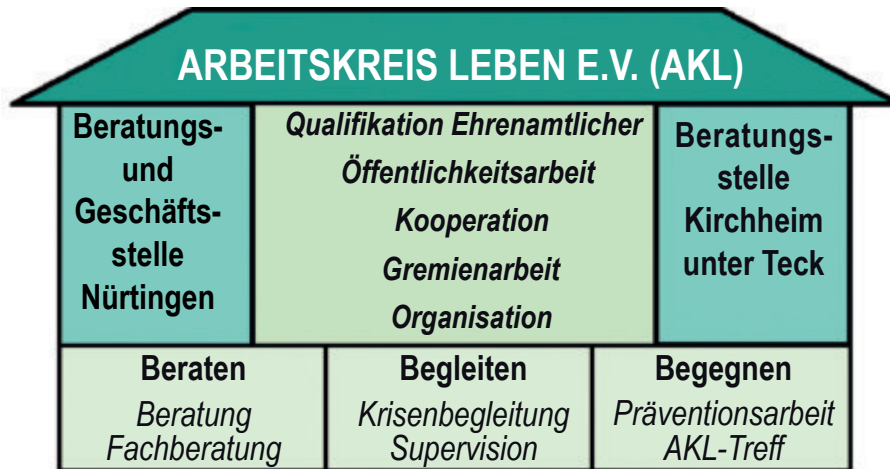 ARBEITSKREIS LEBEN E.V. (AKL)
Beratungs-
und
Geschäfts-
stelle
Nürtingen
Qualifikation Ehrenamtlicher
Öffentlichkeitsarbeit
Kooperation
Gremienarbeit
Organisation
Beratungs-
stelle
Kirchheim
unter Teck
Beraten
Beratung
Fachberatung
Begleiten
Krisenbegleitung
Supervision
Begegnen
Präventionsarbeit
AKL-Treff